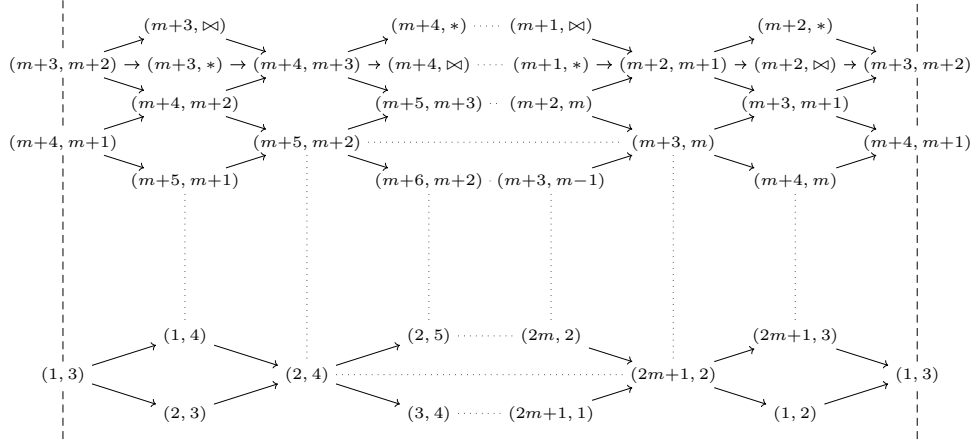 (m+3, ⋈) (m+4, *) (m+1, ⋈) (m+2, *)
(m+3, m+2) (m+3, *) (m+4, m+3) (m+4, ⋈) (m+1, *) (m+2, m+1) (m+2, ⋈) (m+3, m+2)
(m+4, m+2) (m+5, m+3) (m+2, m) (m+3, m+1)
(m+4, m+1) (m+5, m+2) (m+3, m) (m+4, m+1)
(m+5, m+1) (m+6, m+2) (m+3, m−1) (m+4, m)
(1, 4) (2, 5) (2m, 2) (2m+1, 3)
(1, 3) (2, 4) (2m+1, 2) (1, 3)
(2, 3) (3, 4) (2m+1, 1) (1, 2)